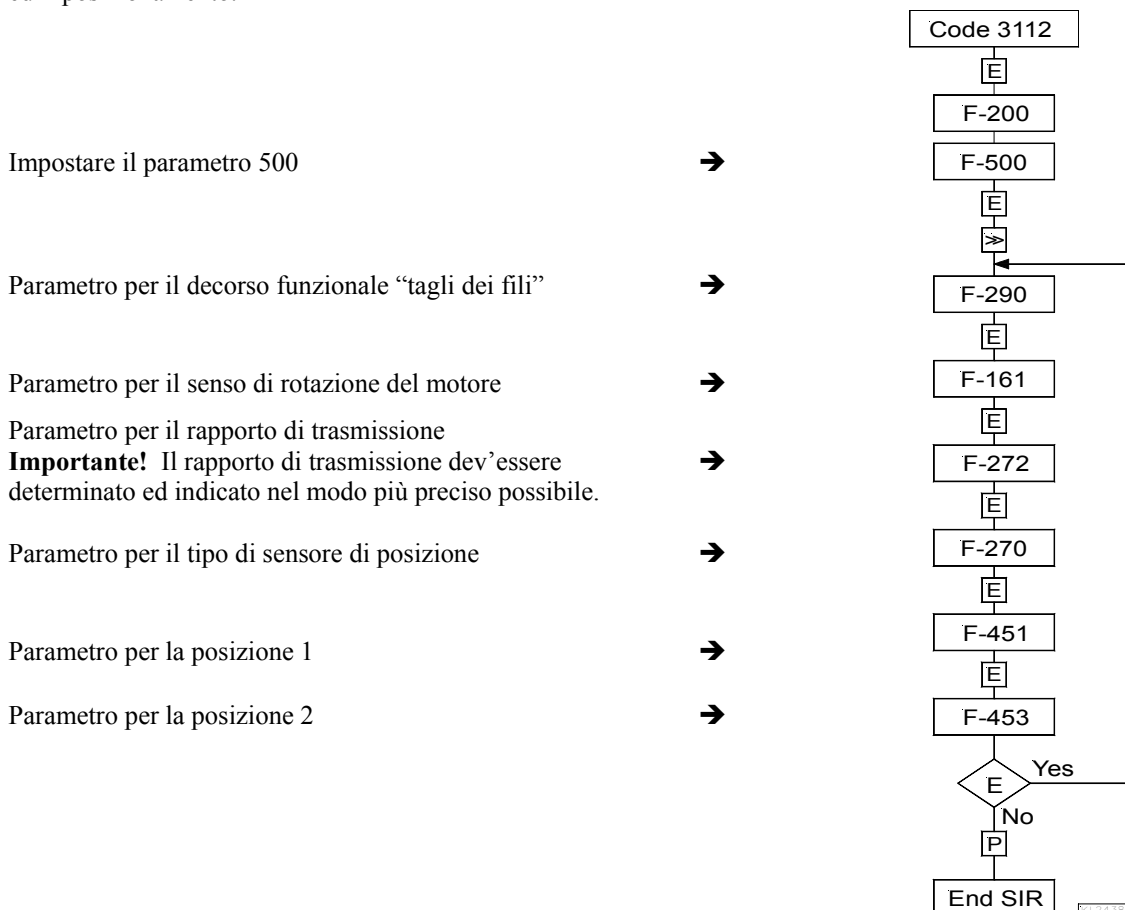 Code 3112
E
F-200
Impostare il parametro 500 ➔ F-500
E
≫
Parametro per il decorso funzionale “tagli dei fili” ➔ F-290
E
Parametro per il senso di rotazione del motore ➔ F-161
E
Parametro per il rapporto di trasmissione
Importante! Il rapporto di trasmissione dev’essere ➔ F-272
determinato ed indicato nel modo più preciso possibile.
E
Parametro per il tipo di sensore di posizione ➔ F-270
E
F-451
Parametro per la posizione 1 ➔
E
Parametro per la posizione 2 ➔ F-453
Yes
E
No
P
End SIR